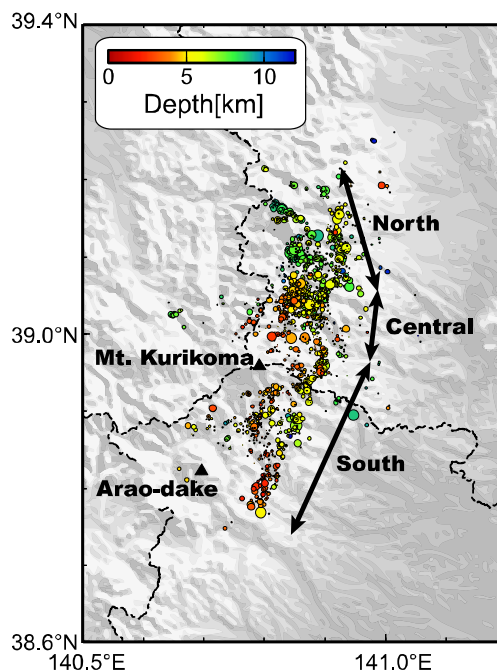 39.4°N
0 5 10
Depth[km]
North
39.0°N
Central
Mt. Kurikoma
South
Arao-dake
38.6°N
140.5°E 141.0°E